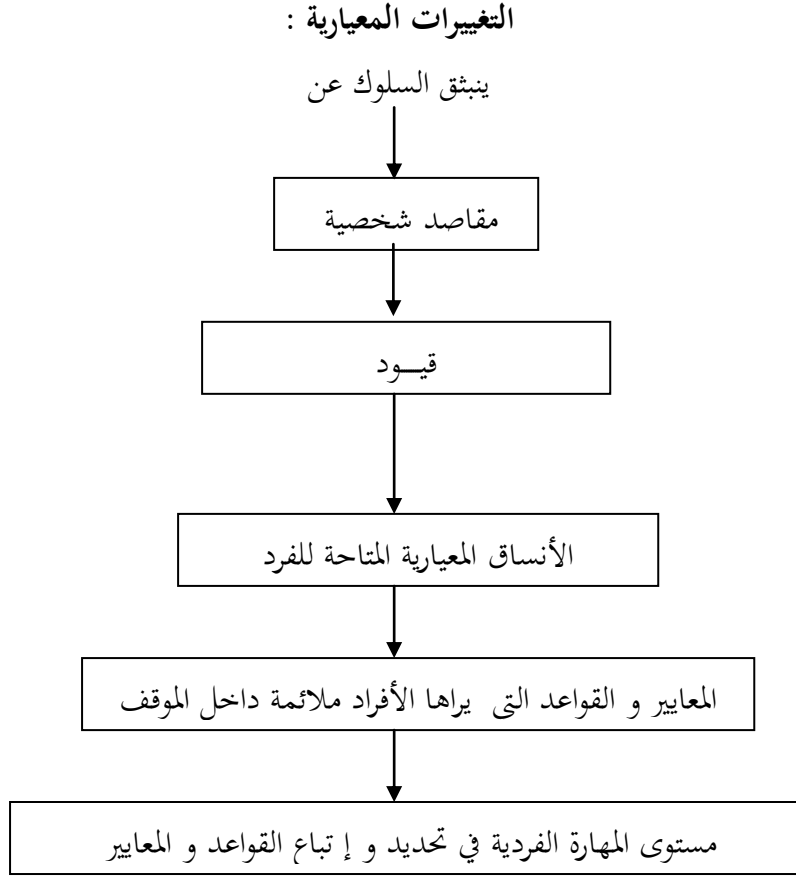 التغييرات المعيارية :
ينبثق السلوك عن
مقاصد شخصية
قيـــود
الأنساق المعيارية المتاحة للفرد
المعايير و القواعد التى يراها الأفراد ملائمة داخل الموقف
مستوى المهارة الفردية في تحديد و إ تباع القواعد و المعايير